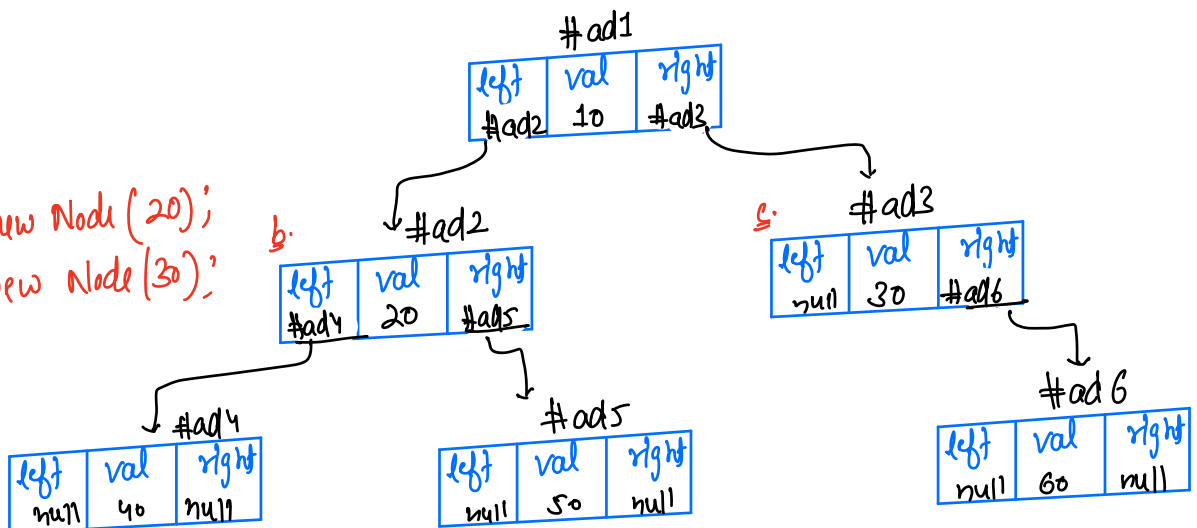 #ad1
left val right
#ad2 10 #ad3
new Node(20);
new Node(30);
b. #ad2
left val right
#ad4 20 #ad5
c. #ad3
left val right
null 30 #ad6
#ad4
left val right
null 40 null
#ad5
left val right
null 50 null
#ad6
left val right
null 60 null